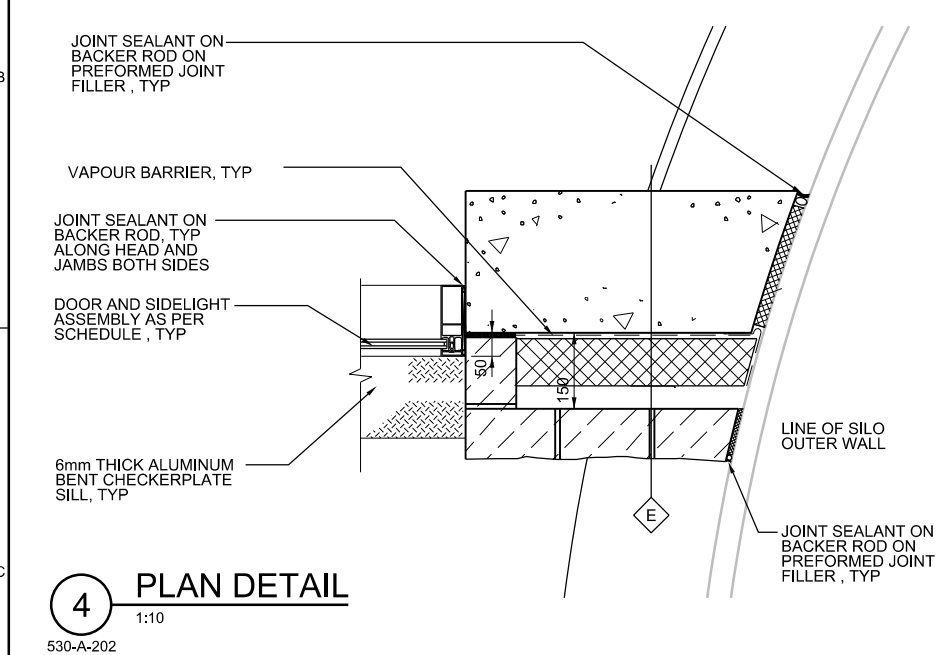 JOINT SEALANT ON
BACKER ROD ON
PREFORMED JOINT
FILLER , TYP
B
VAPOUR BARRIER, TYP
JOINT SEALANT ON
BACKER ROD, TYP
ALONG HEAD AND
JAMBS BOTH SIDES
DOOR AND SIDELIGHT
ASSEMBLY AS PER
SCHEDULE , TYP
50
150
LINE OF SILO
OUTER WALL
6mm THICK ALUMINUM
BENT CHECKERPLATE
SILL, TYP
E
JOINT SEALANT ON
BACKER ROD ON
PREFORMED JOINT
FILLER , TYP
C
4 PLAN DETAIL
1:10
530-A-202